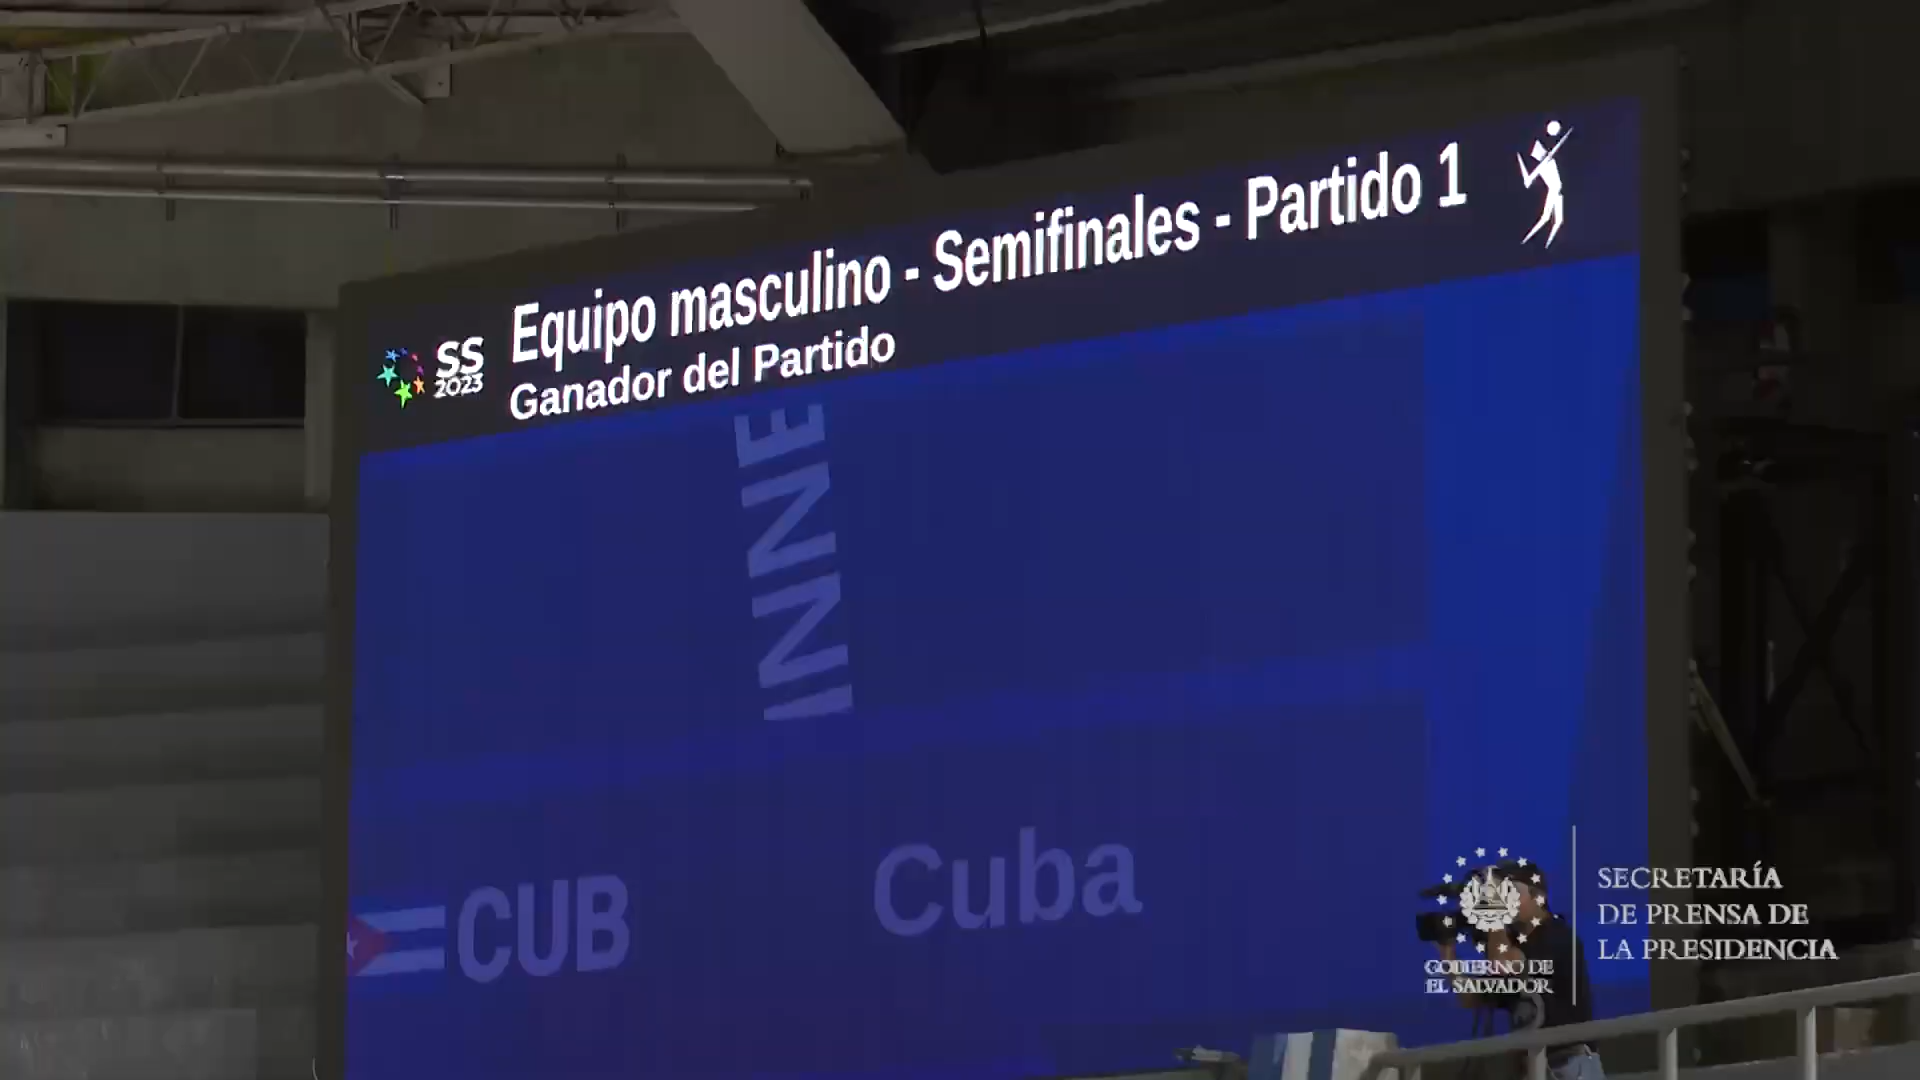 Equipo masculino - Semifinales - Partido 1
SS
2023
Ganador del Partido
INNE
CUB
Cuba
GOBIERNO DE
EL SALVADOR
SECRETARÍA
DE PRENSA DE
LA PRESIDENCIA